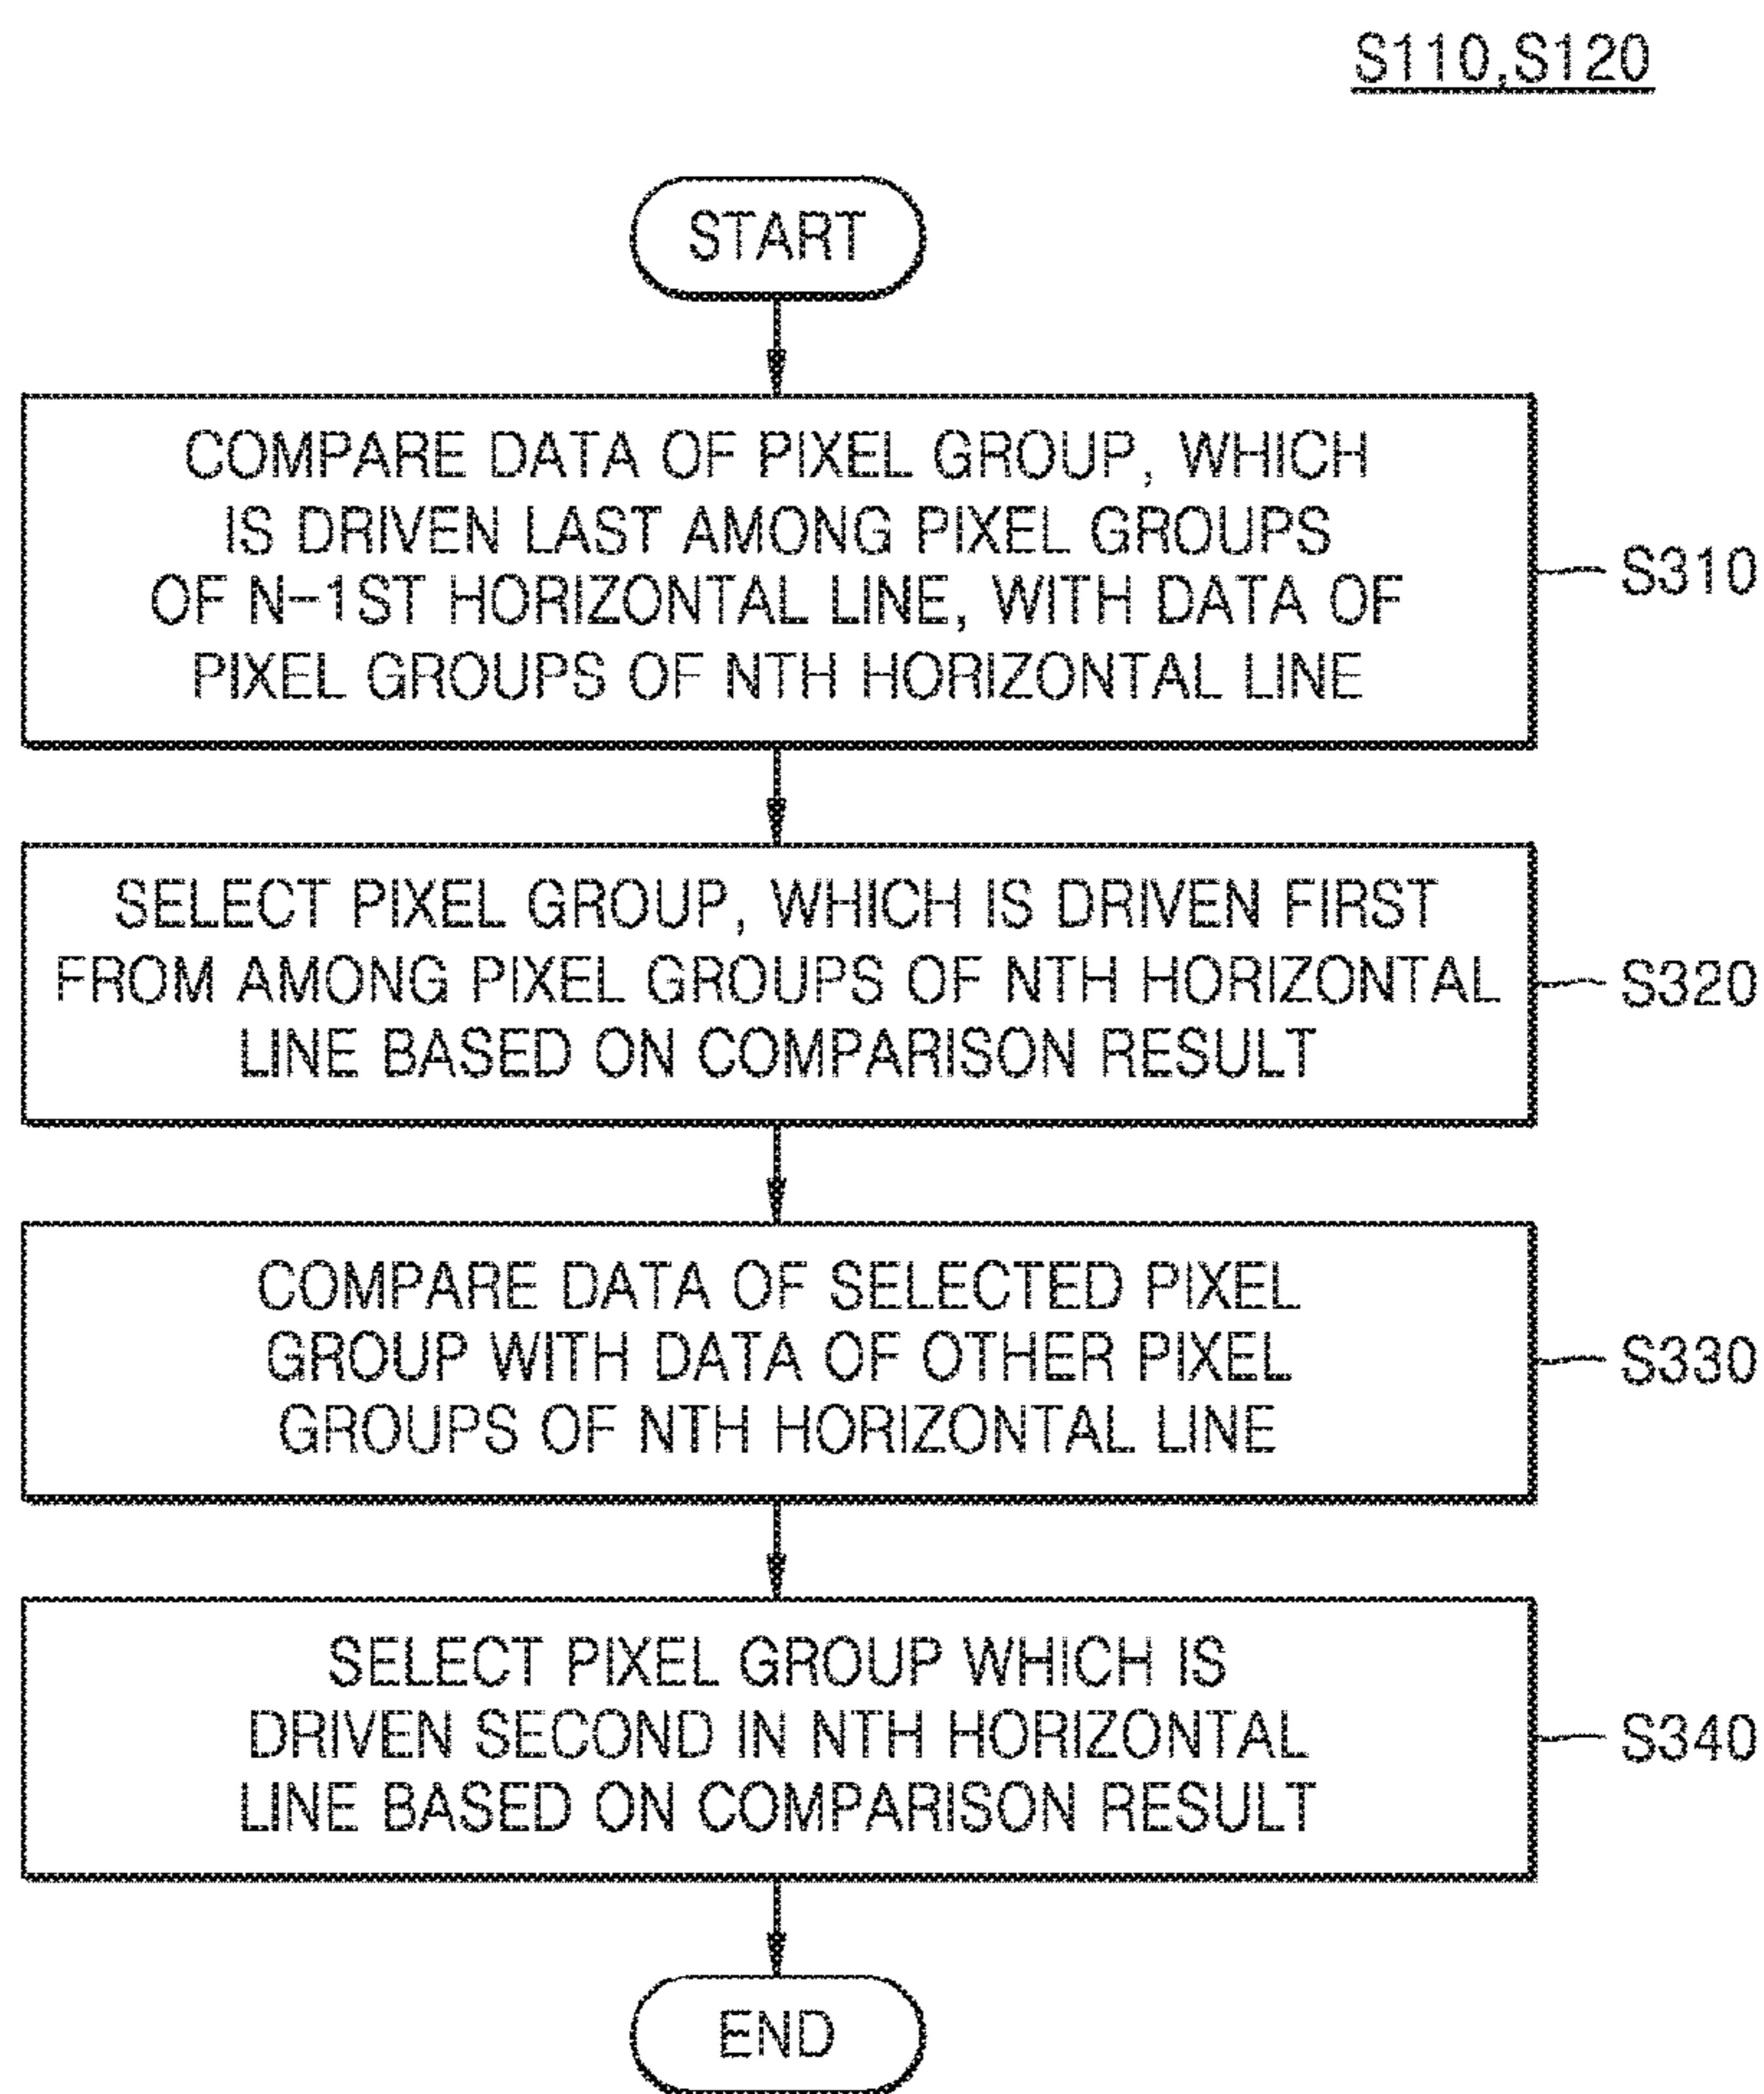 S110,S120
START
COMPARE DATA OF PIXEL GROUP, WHICH
IS DRIVEN LAST AMONG PIXEL GROUPS
OF N-1ST HORIZONTAL LINE, WITH DATA OF
PIXEL GROUPS OF NTH HORIZONTAL LINE
S310
SELECT PIXEL GROUP, WHICH IS DRIVEN FIRST
FROM AMONG PIXEL GROUPS OF NTH HORIZONTAL
LINE BASED ON COMPARISON RESULT
S320
COMPARE DATA OF SELECTED PIXEL
GROUP WITH DATA OF OTHER PIXEL
GROUPS OF NTH HORIZONTAL LINE
S330
SELECT PIXEL GROUP WHICH IS
DRIVEN SECOND IN NTH HORIZONTAL
LINE BASED ON COMPARISON RESULT
S340
END